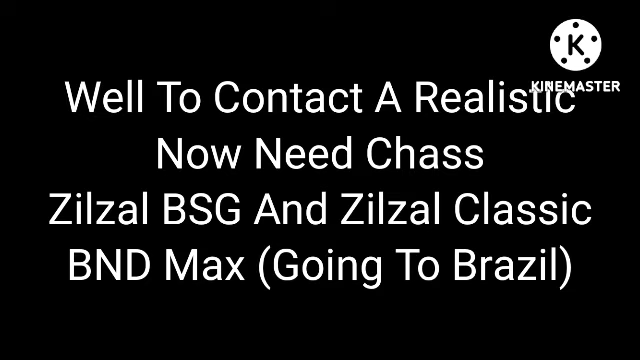 K
KINEMASTER
Well To Contact A Realistic
Now Need Chass
Zilzal BSG And Zilzal Classic
BND Max (Going To Brazil)